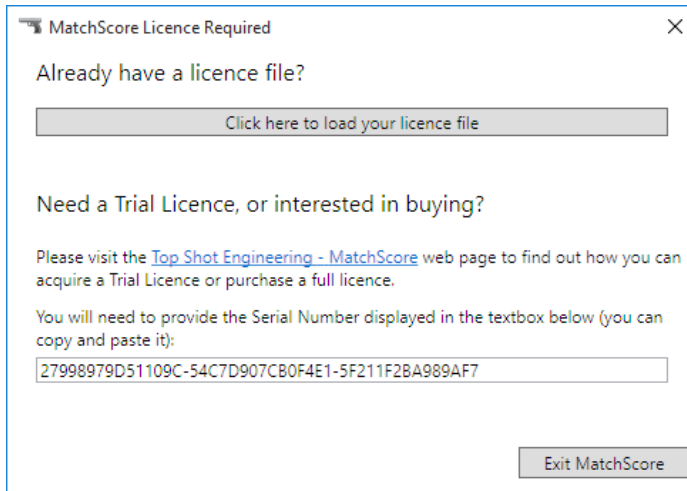 MatchScore Licence Required
Already have a licence file?
Click here to load your licence file
Need a Trial Licence, or interested in buying?
Please visit the Top Shot Engineering - MatchScore web page to find out how you can
acquire a Trial Licence or purchase a full licence.
You will need to provide the Serial Number displayed in the textbox below (you can
copy and paste it):
27998979D51109C-54C7D907CB0F4E1-5F211F2BA989AF7
Exit MatchScore